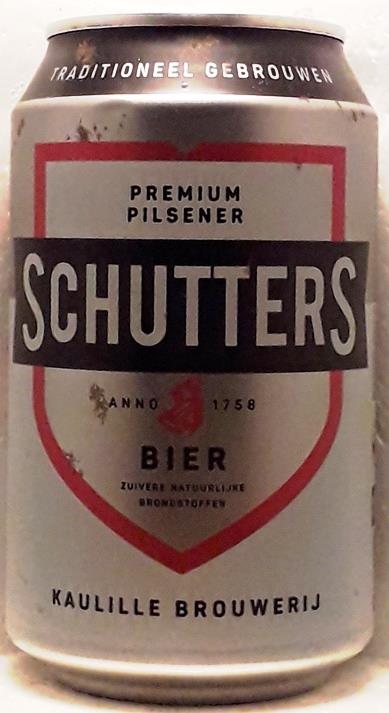 TRADITIONEEL GEBROUWEN
PREMIUM
PILSENER
SCHUTTERS
ANNO 1758
BIER
ZUIVERE NATUURLIJKE
GRONDSTOFFEN
KAULILLE BROUWERIJ